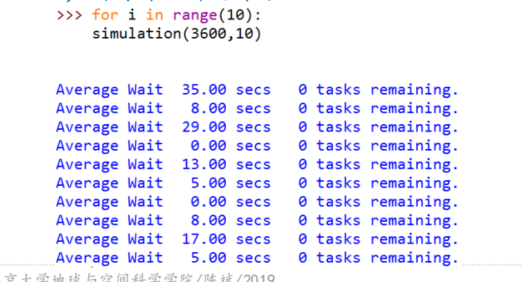 >>> for i in range(10):
    simulation(3600,10)
Average Wait  35.00 secs   0 tasks remaining.
Average Wait   8.00 secs   0 tasks remaining.
Average Wait  29.00 secs   0 tasks remaining.
Average Wait   0.00 secs   0 tasks remaining.
Average Wait  13.00 secs   0 tasks remaining.
Average Wait   5.00 secs   0 tasks remaining.
Average Wait   0.00 secs   0 tasks remaining.
Average Wait   8.00 secs   0 tasks remaining.
Average Wait  17.00 secs   0 tasks remaining.
Average Wait   5.00 secs   0 tasks remaining.
京大学地球与空间科学学院/陈斌/2019